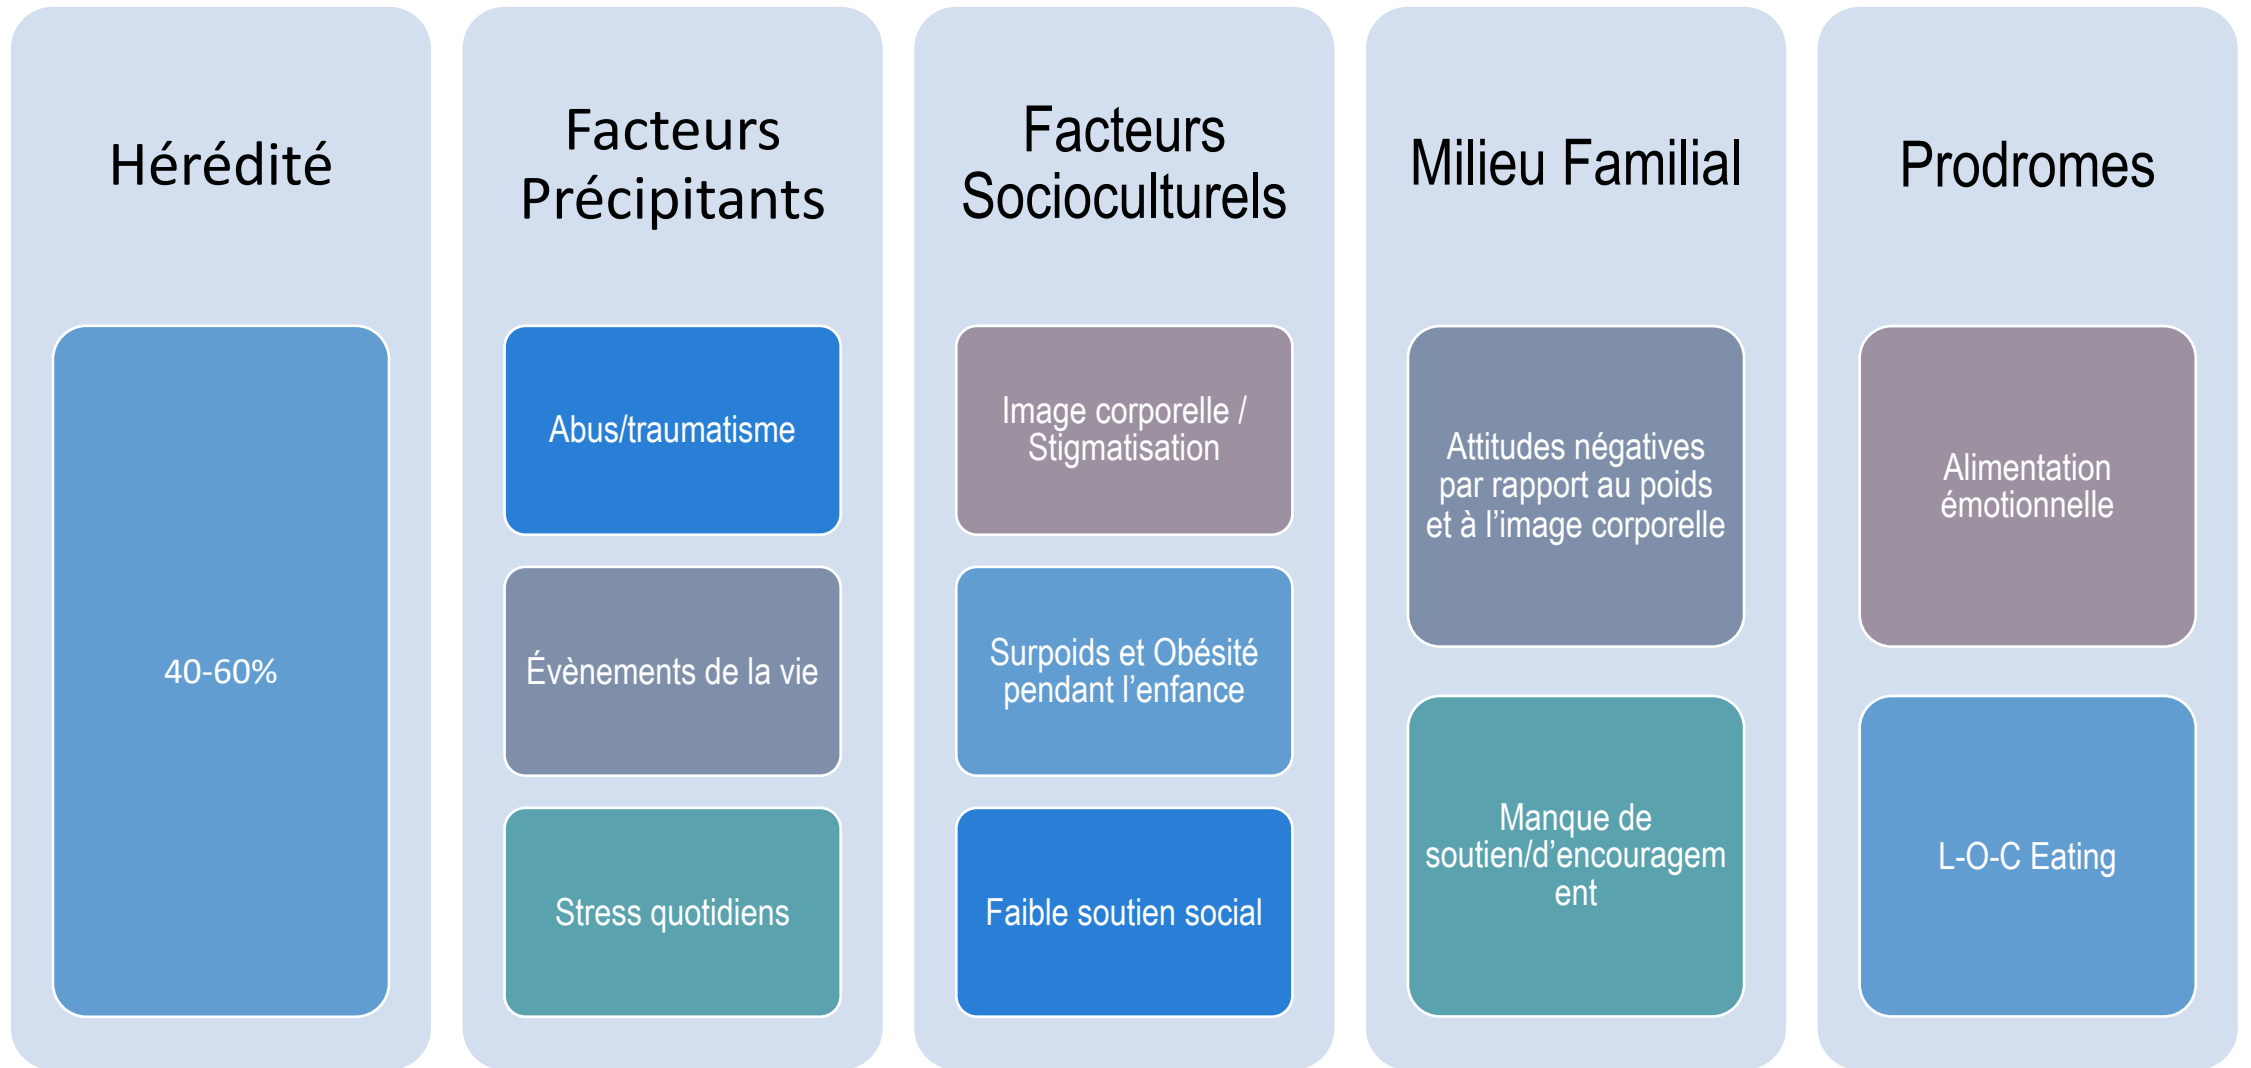 Hérédité
40-60%
Facteurs
Précipitants
Abus/traumatisme
Évènements de la vie
Stress quotidiens
Facteurs
Socioculturels
Image corporelle /
Stigmatisation
Surpoids et Obésité
pendant l’enfance
Faible soutien social
Milieu Familial
Attitudes négatives
par rapport au poids
et à l’image corporelle
Manque de
soutien/d’encouragem
ent
Prodromes
Alimentation
émotionnelle
L-O-C Eating